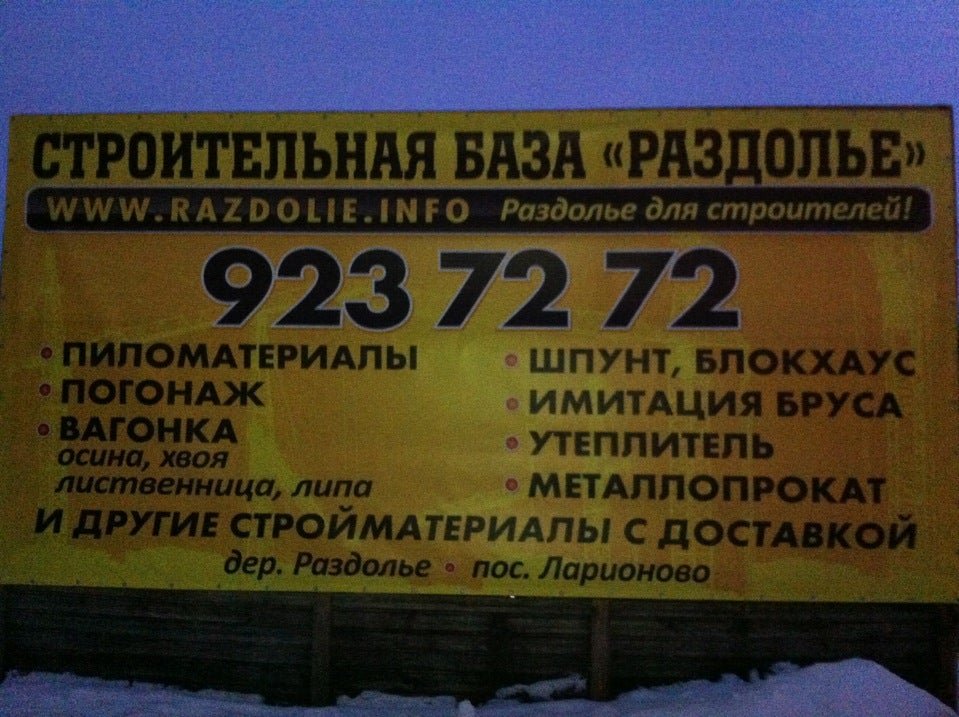 СТРОИТЕЛЬНАЯ БАЗА «РАЗДОЛЬЕ»
WWW.RAZDOLIE.INFO Раздолье для строителей!
923 72 72
• ПИЛОМАТЕРИАЛЫ
• ПОГОНАЖ
• ВАГОНКА
осина, хвоя
лиственница, липа
• ШПУНТ, БЛОКХАУС
• ИМИТАЦИЯ БРУСА
• УТЕПЛИТЕЛЬ
• МЕТАЛЛОПРОКАТ
И ДРУГИЕ СТРОЙМАТЕРИАЛЫ С ДОСТАВКОЙ
дер. Раздолье • пос. Ларионово